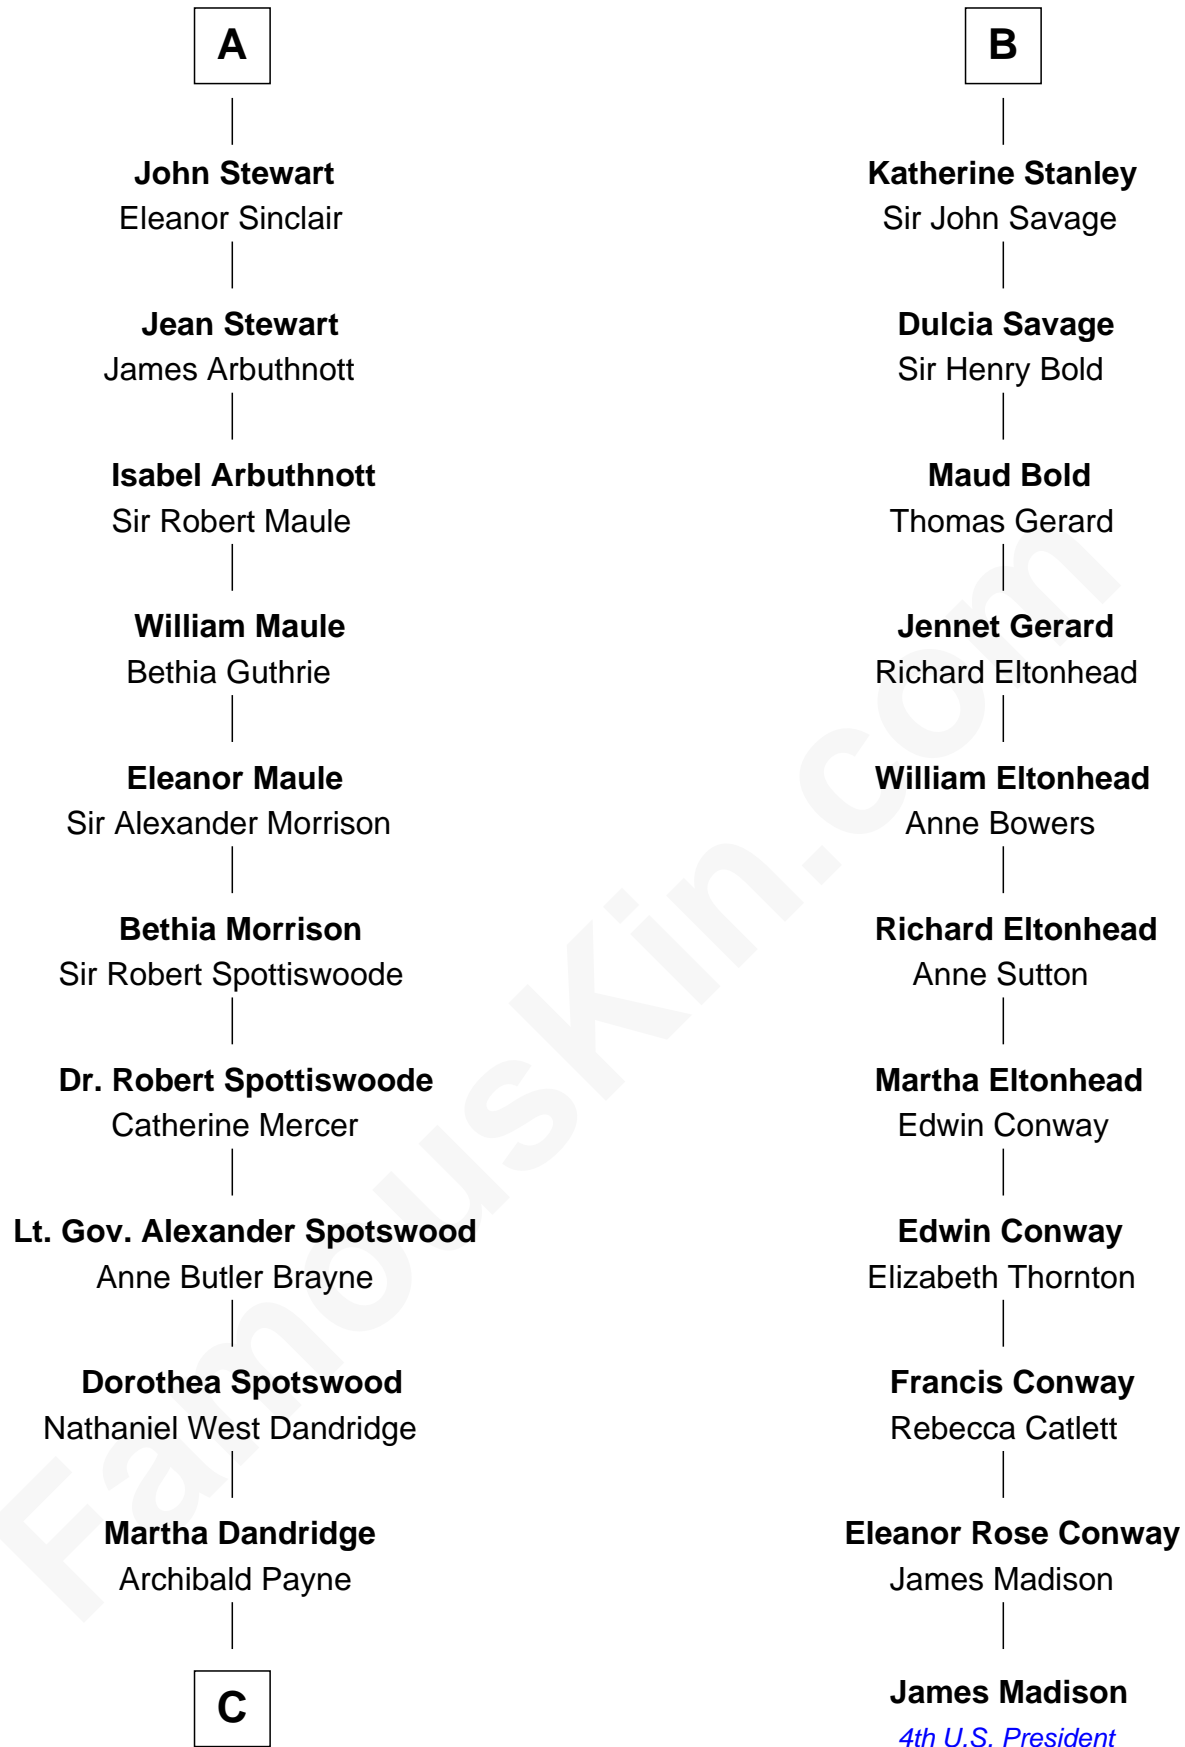 A
John Stewart
Eleanor Sinclair
Jean Stewart
James Arbuthnott
Isabel Arbuthnott
Sir Robert Maule
William Maule
Bethia Guthrie
Eleanor Maule
Sir Alexander Morrison
Bethia Morrison
Sir Robert Spottiswoode
Dr. Robert Spottiswoode
Catherine Mercer
Lt. Gov. Alexander Spotswood
Anne Butler Brayne
Dorothea Spotswood
Nathaniel West Dandridge
Martha Dandridge
Archibald Payne
C
B
Katherine Stanley
Sir John Savage
Dulcia Savage
Sir Henry Bold
Maud Bold
Thomas Gerard
Jennet Gerard
Richard Eltonhead
William Eltonhead
Anne Bowers
Richard Eltonhead
Anne Sutton
Martha Eltonhead
Edwin Conway
Edwin Conway
Elizabeth Thornton
Francis Conway
Rebecca Catlett
Eleanor Rose Conway
James Madison
James Madison
4th U.S. President
FamousKin.com